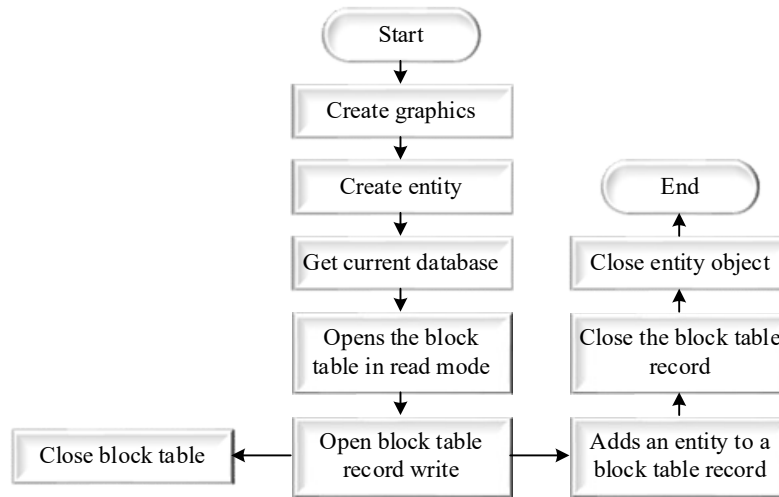 Start
Create graphics
Create entity
Get current database
Opens the block
table in read mode
Open block table
record write
Close block table
Adds an entity to a
block table record
Close the block table
record
Close entity object
End